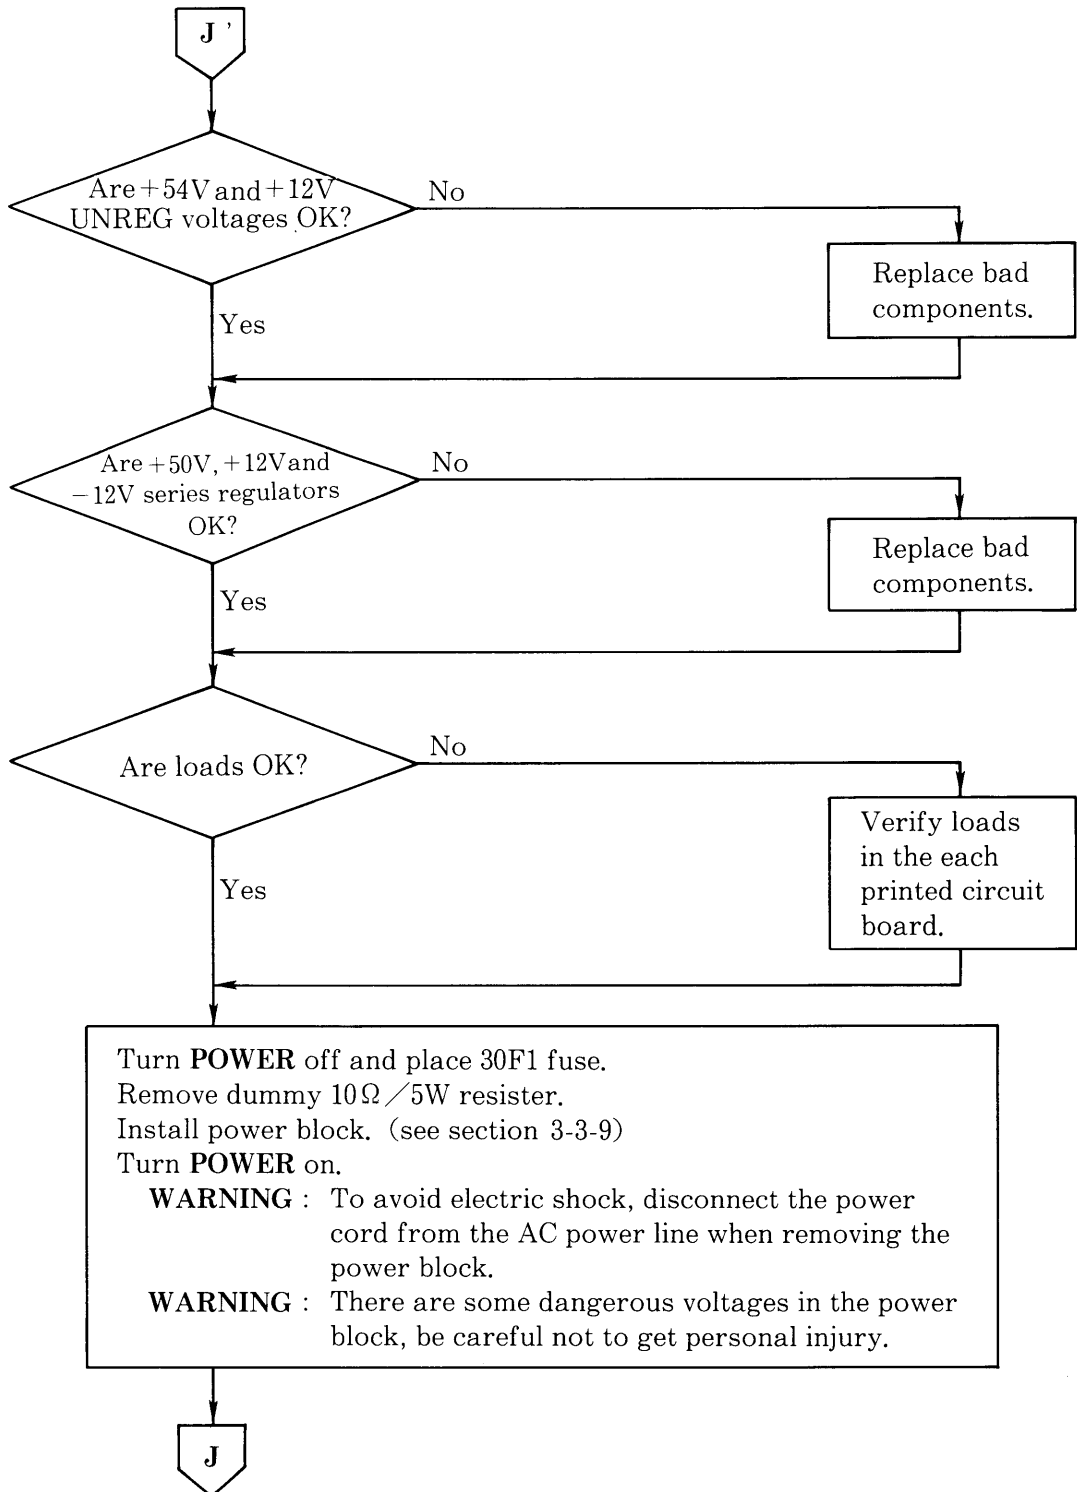 J '
Are +54V and +12V
UNREG voltages OK?
No
Replace bad
components.
Yes
Are +50V, +12V and
−12V series regulators
OK?
No
Replace bad
components.
Yes
Are loads OK?
No
Verify loads
in the each
printed circuit
board.
Yes
Turn POWER off and place 30F1 fuse.
Remove dummy 10Ω／5W resister.
Install power block. (see section 3-3-9)
Turn POWER on.
WARNING : To avoid electric shock, disconnect the power
cord from the AC power line when removing the
power block.
WARNING : There are some dangerous voltages in the power
block, be careful not to get personal injury.
J